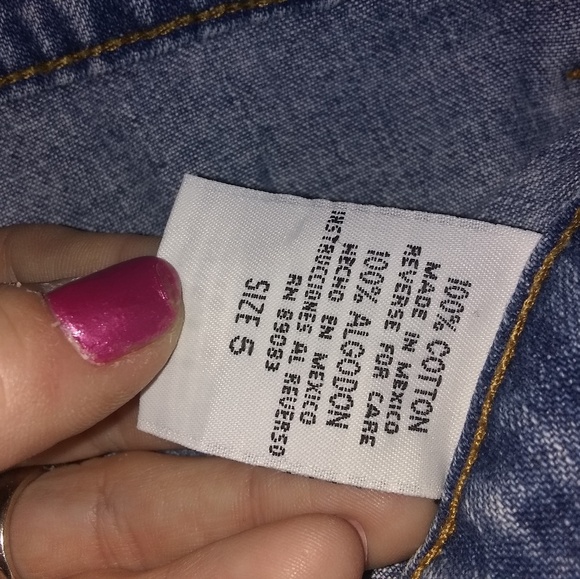 100% COTTON
MADE IN MEXICO
REVERSE FOR CARE
100% ALGODON
HECHO EN MEXICO
INSTRUCCIONES AL REVERSO
RN 89083
SIZE 5